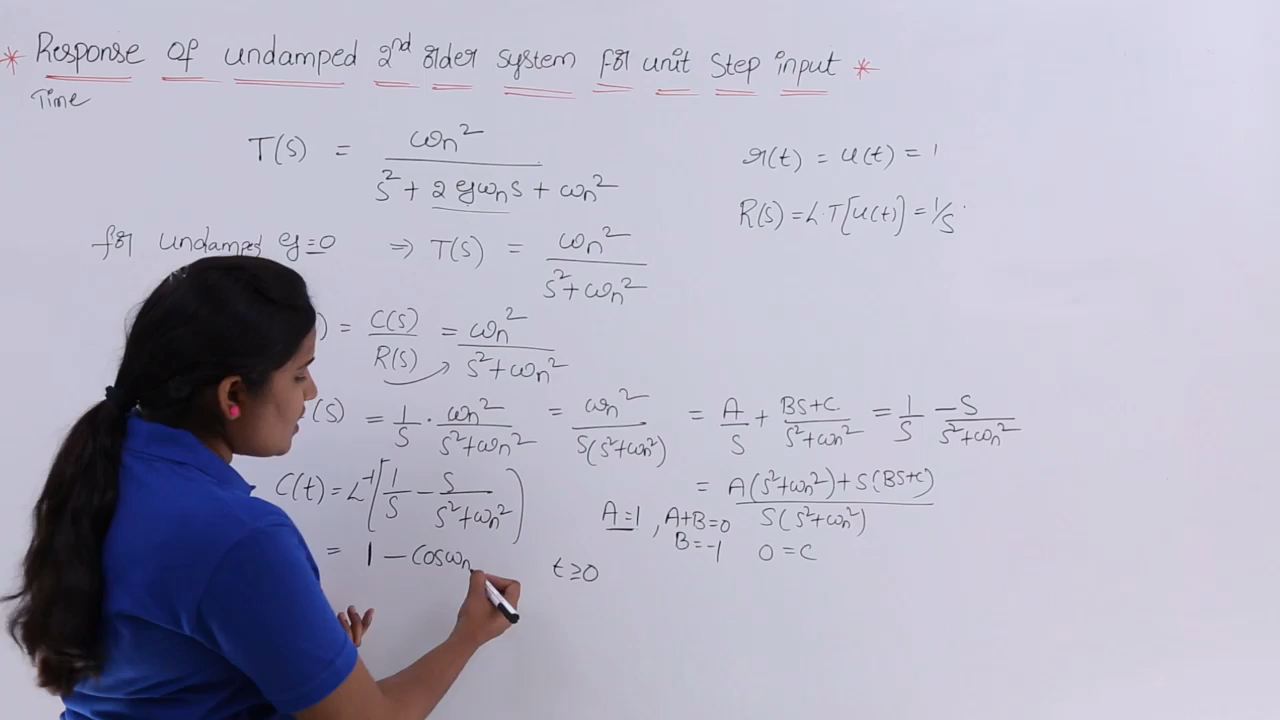 * Response of undamped 2nd order system for unit step input *
Time
T(S) = ωn² / (S² + 2ξωnS + ωn²)
r(t) = u(t) = 1
R(S) = L.T[u(t)] = 1/S
for undamped ξ=0 ⇒ T(S) = ωn² / (S²+ωn²)
) = C(S)/R(S) = ωn² / (S²+ωn²)
(S) = 1/S · ωn²/(S²+ωn²) = ωn²/(S(S²+ωn²)) = A/S + (BS+C)/(S²+ωn²) = 1/S - S/(S²+ωn²)
C(t) = L⁻¹[1/S - S/(S²+ωn²)]
= (A(S²+ωn²)+S(BS+C)) / (S(S²+ωn²))
A=1, A+B=0
B=-1 0=C
= 1 - cosωn t≥0